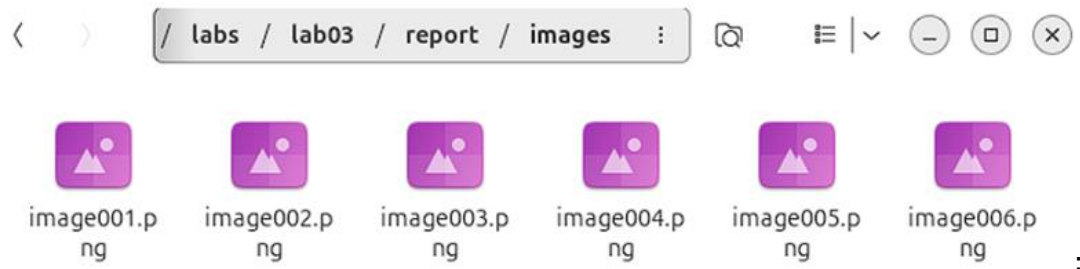 / labs / lab03 / report / images
image001.p
ng
image002.p
ng
image003.p
ng
image004.p
ng
image005.p
ng
image006.p
ng